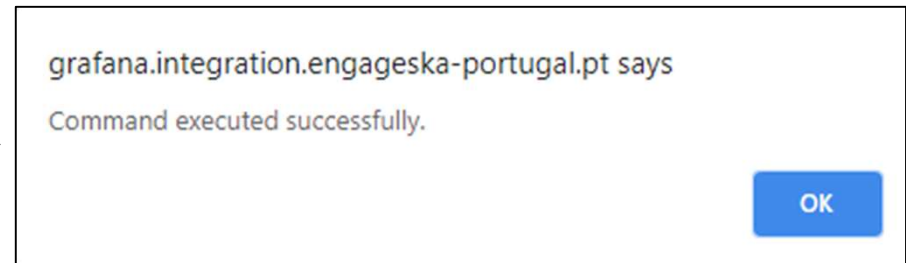 grafana.integration.engageska-portugal.pt says
Command executed successfully.
OK